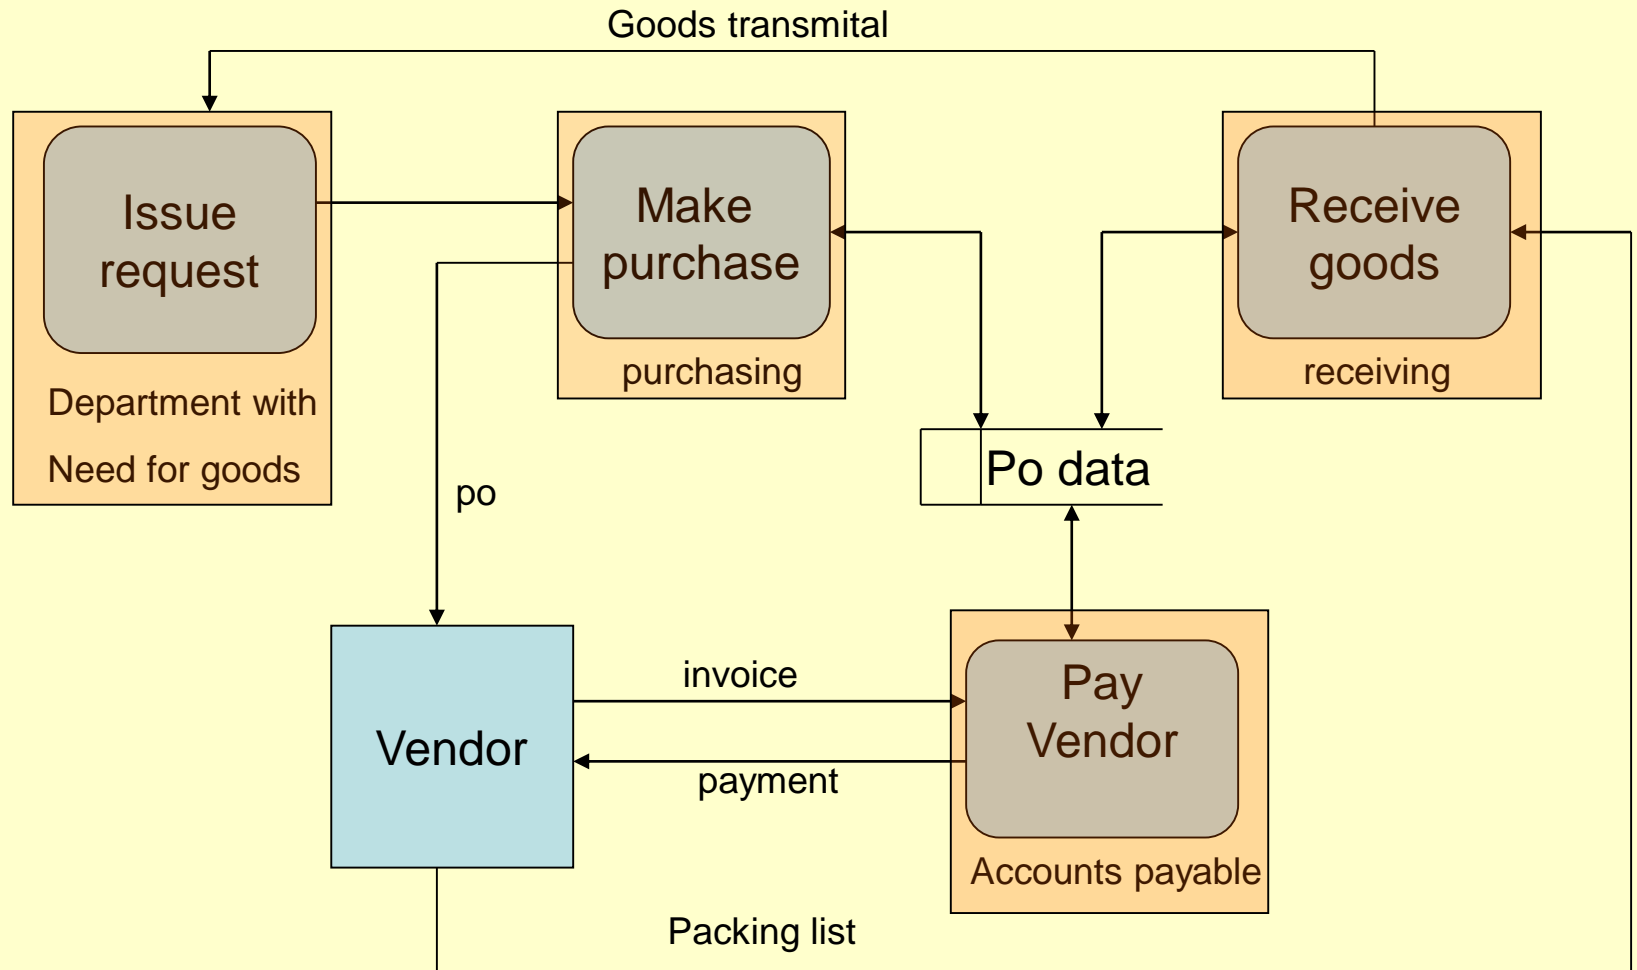 Goods transmital
Issue
request
Department with
Need for goods
Make
purchase
purchasing
Receive
goods
receiving
po
Po data
Vendor
invoice
payment
Pay
Vendor
Accounts payable
Packing list